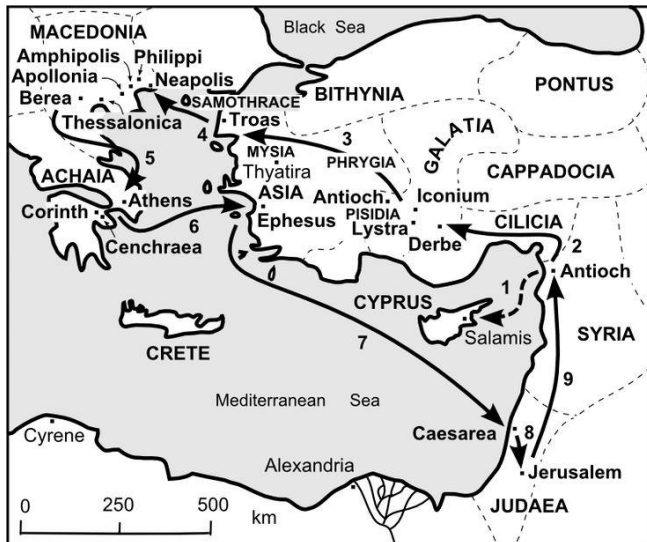 Black Sea
MACEDONIA
Philippi
Amphipolis
Apollonia
Neapolis
Berea
SAMOTHRACE
BITHYNIA
PONTUS
Thessalonica
4
Troas
3
GALATIA
5
MYSIA
PHRYGIA
Thyatira
CAPPADOCIA
ACHAIA
ASIA
Antioch
Iconium
Athens
PISIDIA
Corinth
6
Ephesus
Lystra
CILICIA
Cenchraea
Derbe
2
1
Antioch
CYPRUS
Salamis
SYRIA
CRETE
7
9
Mediterranean Sea
Cyrene
Caesarea
8
Alexandria
Jerusalem
0
250
500
JUDAEA
km